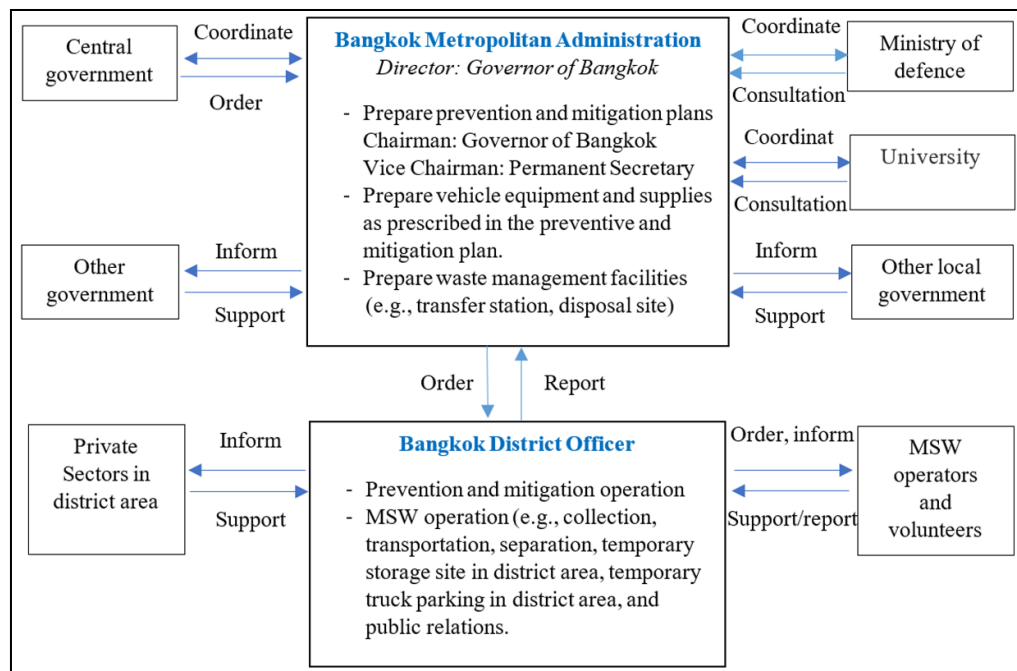 Central
government
Coordinate
Order
Bangkok Metropolitan Administration
Director: Governor of Bangkok
- Prepare prevention and mitigation plans
Chairman: Governor of Bangkok
Vice Chairman: Permanent Secretary
- Prepare vehicle equipment and supplies
as prescribed in the preventive and
mitigation plan.
- Prepare waste management facilities
(e.g., transfer station, disposal site)
Coordinate
Consultation
Ministry of
defence
Coordinat
Consultation
University
Other
government
Inform
Support
Inform
Support
Other local
government
Order
Report
Private
Sectors in
district area
Inform
Support
Bangkok District Officer
- Prevention and mitigation operation
- MSW operation (e.g., collection,
transportation, separation, temporary
storage site in district area, temporary
truck parking in district area, and
public relations.
Order, inform
Support/report
MSW
operators
and
volunteers